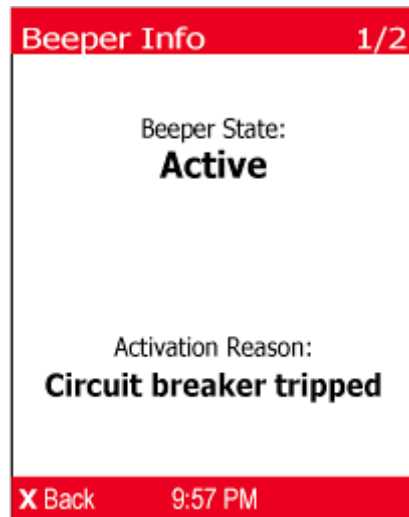 Beeper Info 1/2
Beeper State:
Active
Activation Reason:
Circuit breaker tripped
X Back 9:57 PM